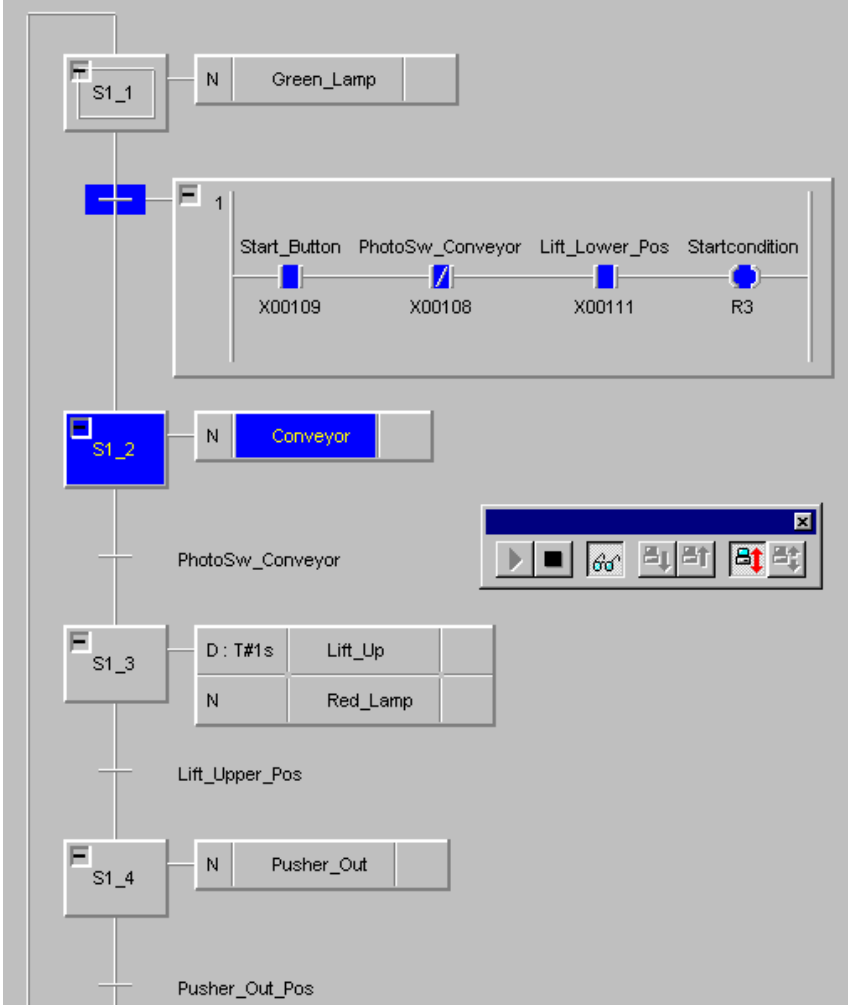 S1_1
N Green_Lamp
1
Start_Button PhotoSw_Conveyor Lift_Lower_Pos Startcondition
X00109 X00108 X00111 R3
S1_2
N Conveyor
PhotoSw_Conveyor
S1_3
D : T#1s Lift_Up
N Red_Lamp
Lift_Upper_Pos
S1_4
N Pusher_Out
Pusher_Out_Pos